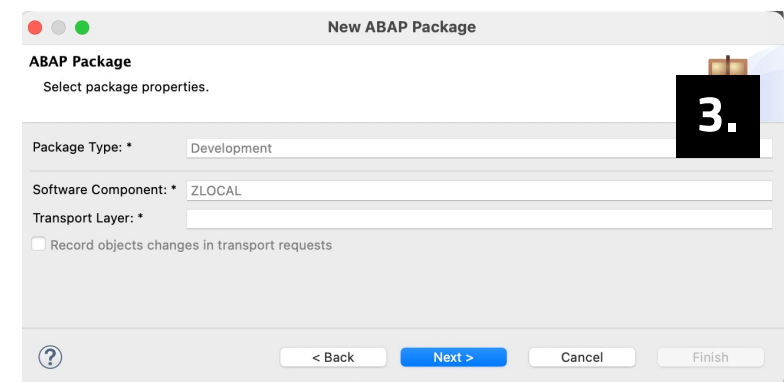 New ABAP Package
ABAP Package
Select package properties.
3.
Package Type: * Development
Software Component: * ZLOCAL
Transport Layer: *
Record objects changes in transport requests
? < Back Next > Cancel Finish